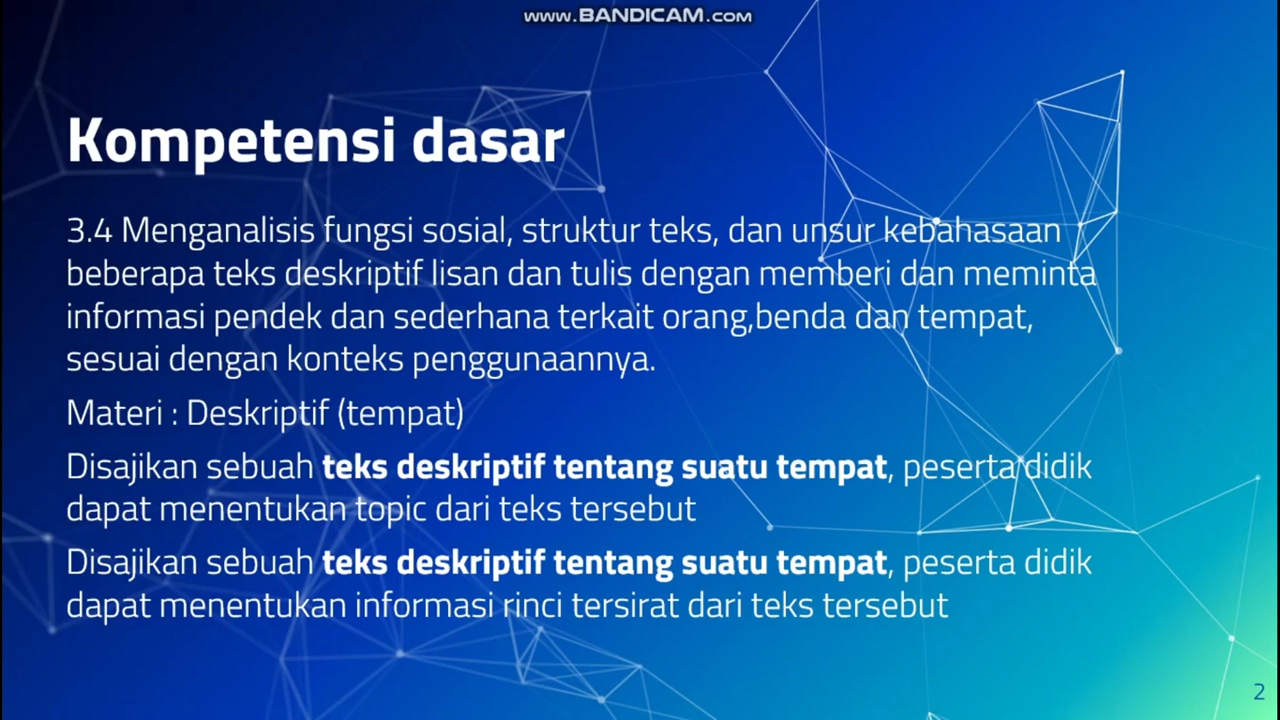 www.BANDICAM.com
Kompetensi dasar
3.4 Menganalisis fungsi sosial, struktur teks, dan unsur kebahasaan
beberapa teks deskriptif lisan dan tulis dengan memberi dan meminta
informasi pendek dan sederhana terkait orang,benda dan tempat,
sesuai dengan konteks penggunaannya.
Materi : Deskriptif (tempat)
Disajikan sebuah teks deskriptif tentang suatu tempat, peserta didik
dapat menentukan topic dari teks tersebut
Disajikan sebuah teks deskriptif tentang suatu tempat, peserta didik
dapat menentukan informasi rinci tersirat dari teks tersebut
2